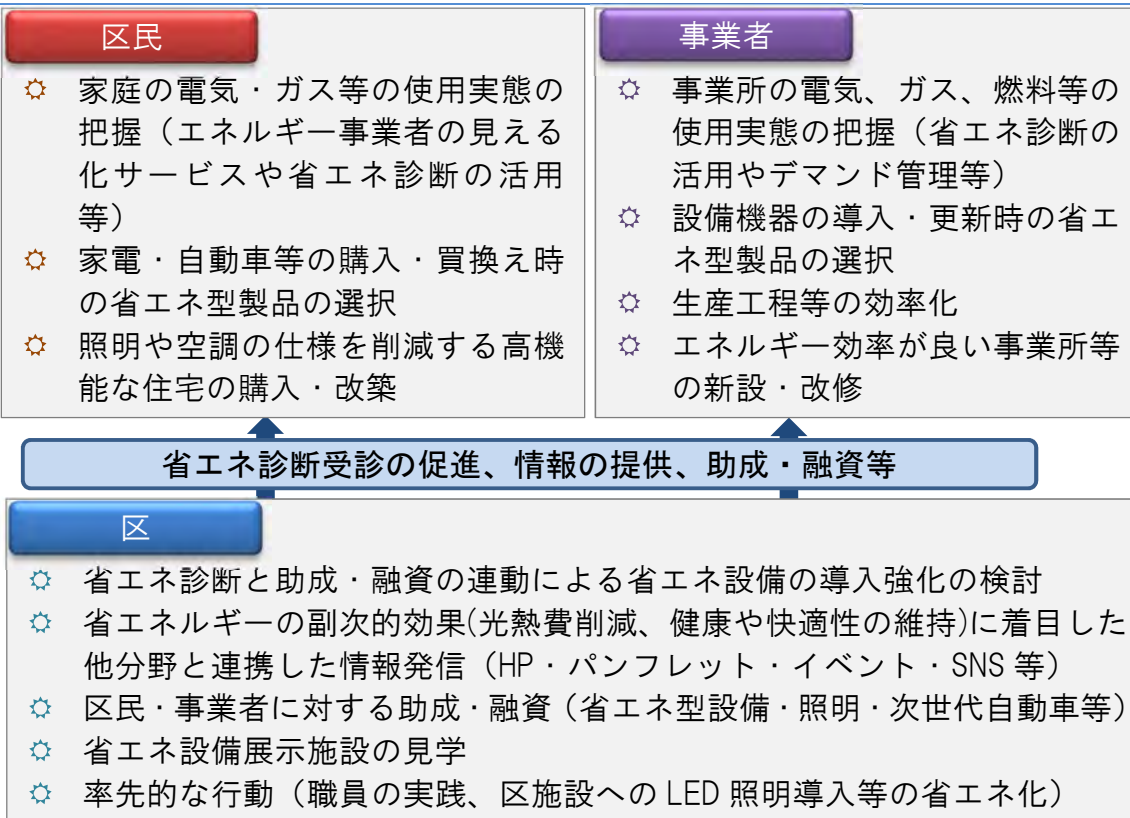 区民
家庭の電気・ガス等の使用実態の
把握（エネルギー事業者の見える
化サービスや省エネ診断の活用
等）
家電・自動車等の購入・買換え時
の省エネ型製品の選択
照明や空調の仕様を削減する高機
能な住宅の購入・改築
事業者
事業所の電気、ガス、燃料等の
使用実態の把握（省エネ診断の
活用やデマンド管理等）
設備機器の導入・更新時の省エ
ネ型製品の選択
生産工程等の効率化
エネルギー効率が良い事業所等
の新設・改修
省エネ診断受診の促進、情報の提供、助成・融資等
区
省エネ診断と助成・融資の連動による省エネ設備の導入強化の検討
省エネルギーの副次的効果(光熱費削減、健康や快適性の維持)に着目した
他分野と連携した情報発信（HP・パンフレット・イベント・SNS 等）
区民・事業者に対する助成・融資（省エネ型設備・照明・次世代自動車等）
省エネ設備展示施設の見学
率先的な行動（職員の実践、区施設への LED 照明導入等の省エネ化）